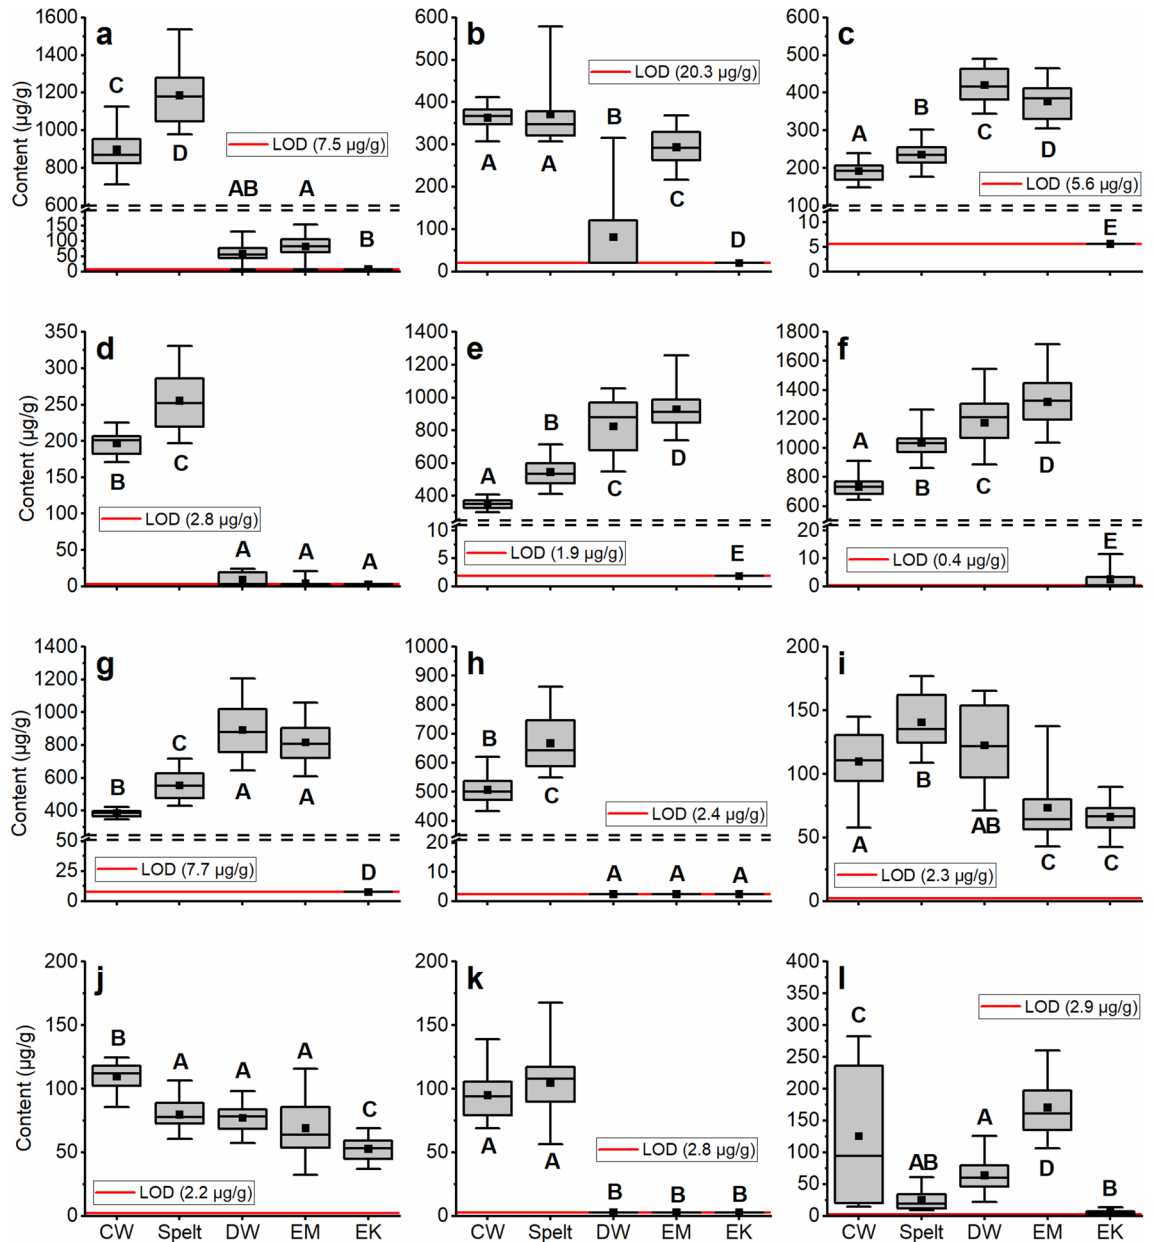 a
Content (µg/g)
1600
1400
1200
1000
800
600
150
100
50
0
C
D
AB
A
B
LOD (7.5 µg/g)
b
600
500
400
300
200
100
0
A
A
B
C
D
LOD (20.3 µg/g)
c
600
500
400
300
200
100
10
5
0
A
B
C
D
E
LOD (5.6 µg/g)
d
Content (µg/g)
350
300
250
200
150
100
50
0
B
C
A
A
A
LOD (2.8 µg/g)
e
1400
1200
1000
800
600
400
10
5
0
A
B
C
D
E
LOD (1.9 µg/g)
f
1800
1600
1400
1200
1000
800
600
20
10
0
A
B
C
D
E
LOD (0.4 µg/g)
g
Content (µg/g)
1400
1200
1000
800
600
400
50
25
0
B
C
A
A
D
LOD (7.7 µg/g)
h
1000
900
800
700
600
500
400
20
10
0
B
C
A
A
A
LOD (2.4 µg/g)
i
200
150
100
50
0
A
B
AB
C
C
LOD (2.3 µg/g)
j
Content (µg/g)
200
150
100
50
0
B
A
A
A
C
LOD (2.2 µg/g)
CW Spelt DW EM EK
k
200
150
100
50
0
A
A
B
B
B
LOD (2.8 µg/g)
CW Spelt DW EM EK
l
400
350
300
250
200
150
100
50
0
C
AB
A
D
B
LOD (2.9 µg/g)
CW Spelt DW EM EK